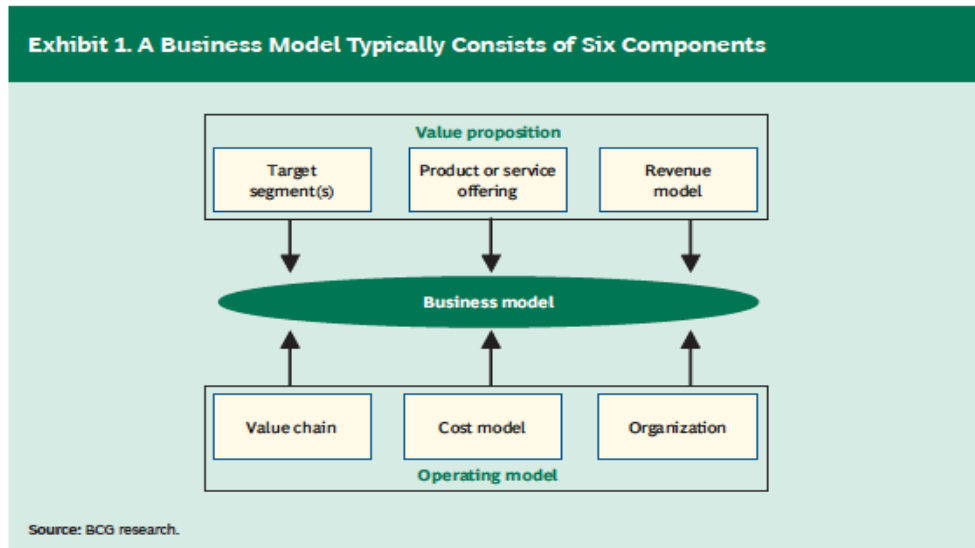 Exhibit 1. A Business Model Typically Consists of Six Components
Value proposition
Target
segment(s)
Product or service
offering
Revenue
model
Business model
Value chain
Cost model
Organization
Operating model
Source: BCG research.